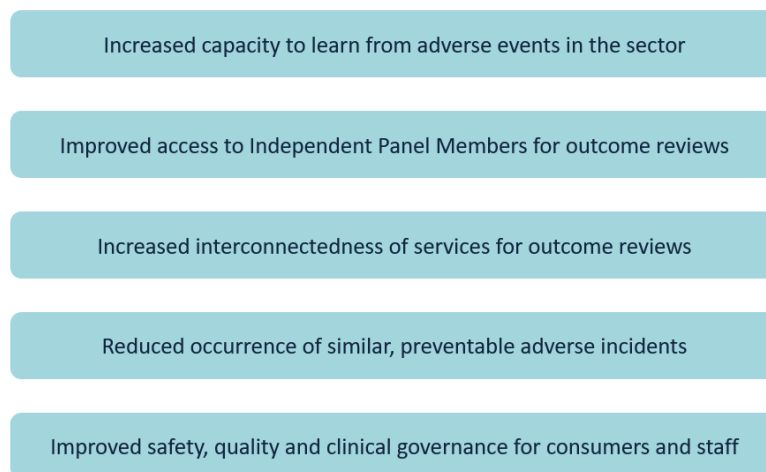 Increased capacity to learn from adverse events in the sector
Improved access to Independent Panel Members for outcome reviews
Increased interconnectedness of services for outcome reviews
Reduced occurrence of similar, preventable adverse incidents
Improved safety, quality and clinical governance for consumers and staff